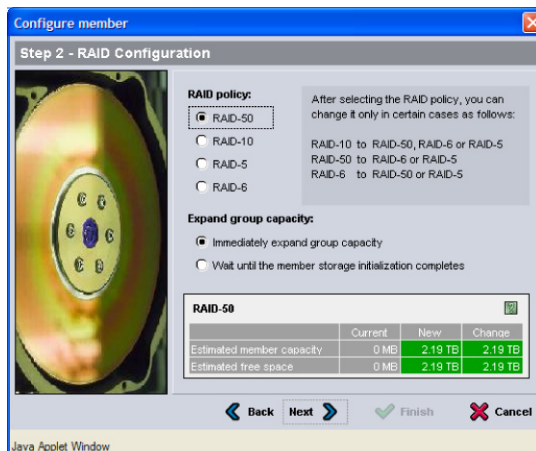 Configure member
Step 2 - RAID Configuration
RAID policy:
RAID-50
RAID-10
RAID-5
RAID-6
After selecting the RAID policy, you can
change it only in certain cases as follows:
RAID-10 to RAID-50, RAID-6 or RAID-5
RAID-50 to RAID-6 or RAID-5
RAID-6 to RAID-50 or RAID-5
Expand group capacity:
Immediately expand group capacity
Wait until the member storage initialization completes
RAID-50
Current New Change
Estimated member capacity 0 MB 2.19 TB 2.19 TB
Estimated free space 0 MB 2.19 TB 2.19 TB
Back Next Finish Cancel
Java Applet Window